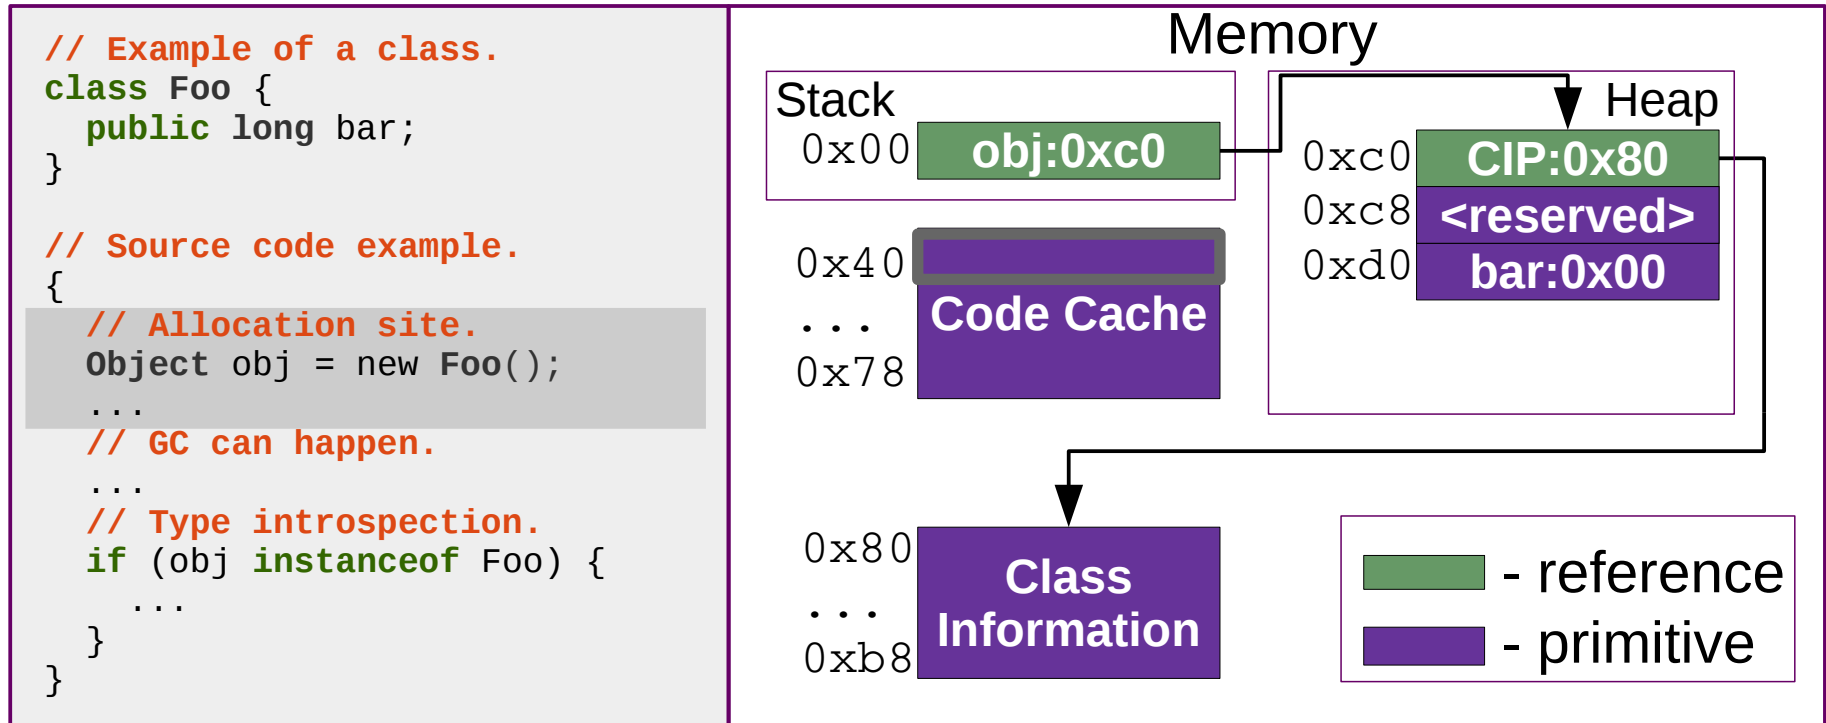 // Example of a class.
class Foo {
  public long bar;
}
// Source code example.
{
  // Allocation site.
  Object obj = new Foo();
  ...
  // GC can happen.
  ...
  // Type introspection.
  if (obj instanceof Foo) {
    ...
  }
}
Memory
Stack
0x00 obj:0xc0
Heap
0xc0 CIP:0x80
0xc8 <reserved>
0xd0 bar:0x00
0x40
... Code Cache
0x78
0x80
... Class Information
0xb8
- reference
- primitive